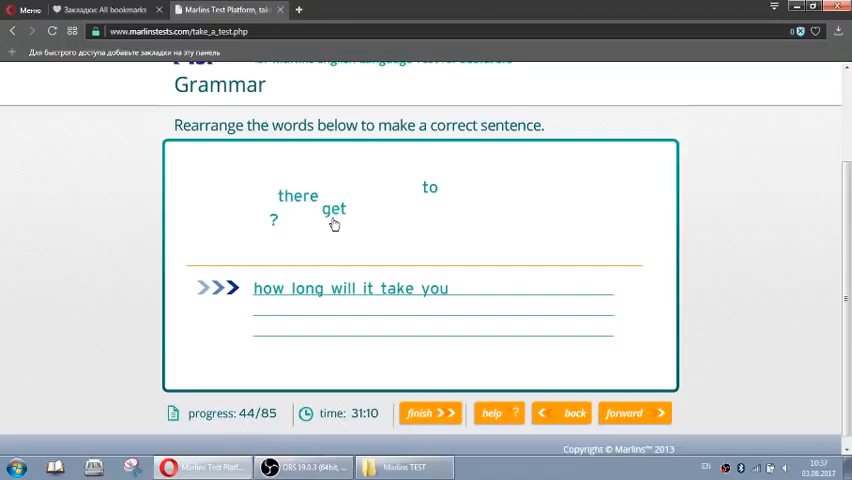 Меню
Закладки: All bookmarks
Marlins Test Platform, tak
www.marlinstests.com/take_a_test.php
0
Для быстрого доступа добавьте закладки на эту панель
Grammar
Rearrange the words below to make a correct sentence.
to
there
get
?
how long will it take you
progress: 44/85
time: 31:10
finish
help ?
back
forward
Copyright © Marlins™ 2013
Marlins Test Platf...
OBS 19.0.3 (64bit, ...
Marlins TEST
EN
10:37
03.08.2017